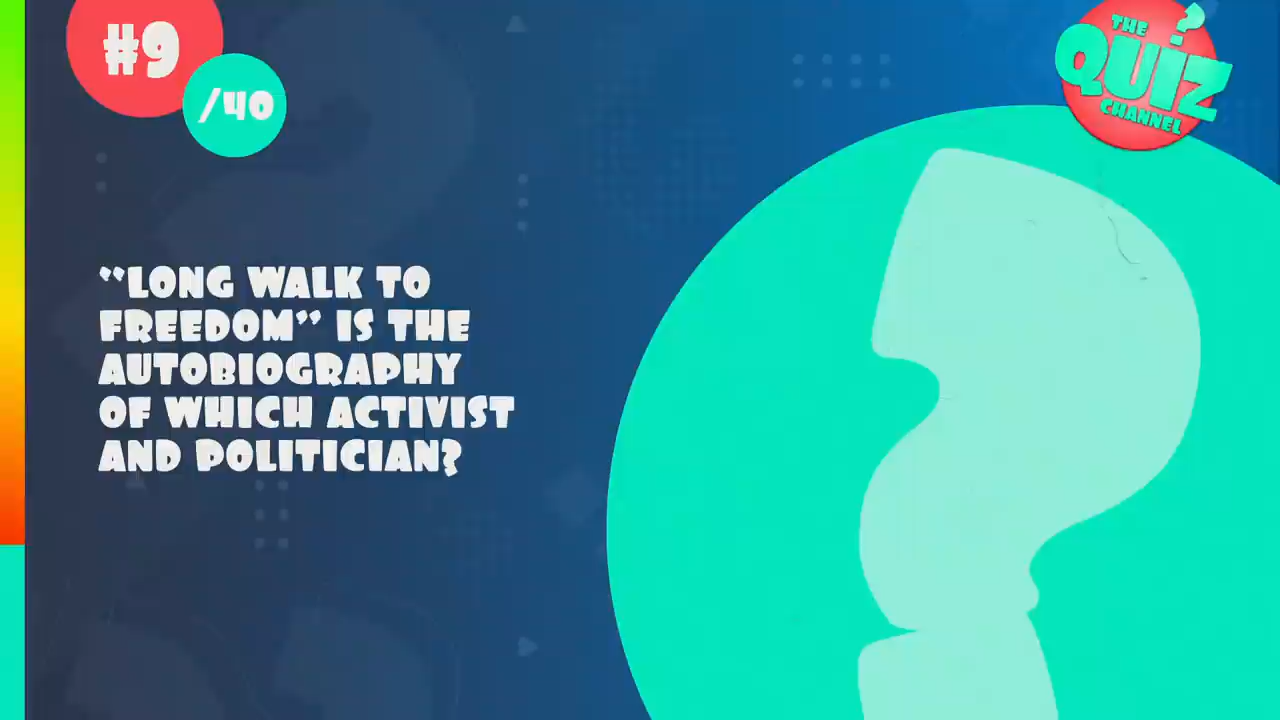 #9
/40
THE
QUIZ
CHANNEL
“LONG WALK TO
FREEDOM” IS THE
AUTOBIOGRAPHY
OF WHICH ACTIVIST
AND POLITICIAN?